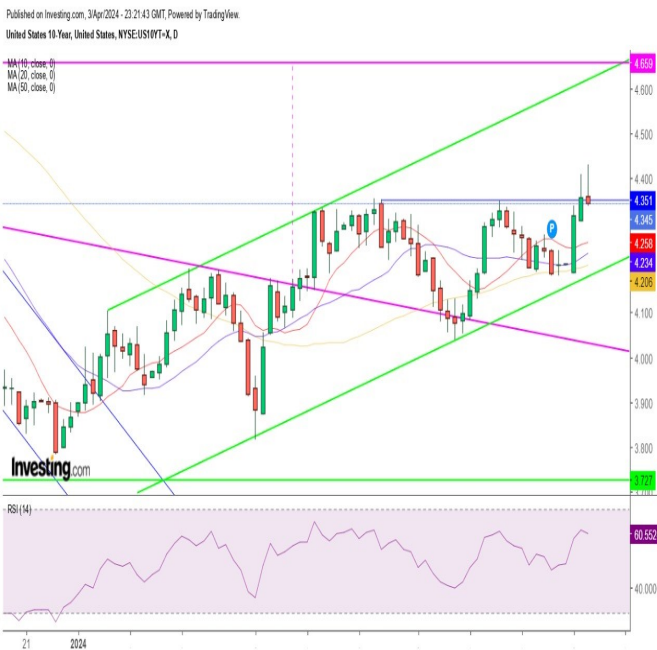 Published on Investing.com, 3/Apr/2024 - 23:21:43 GMT, Powered by TradingView.
United States 10-Year, United States, NYSE:US10YT=X, D
MA (10, close, 0)
MA (20, close, 0)
MA (50, close, 0)
4.659
4.600
4.500
4.400
4.351
4.345
4.258
4.234
4.206
4.100
4.000
3.900
3.800
3.727
P
Investing.com
RSI (14)
60.552
40.000
21 2024